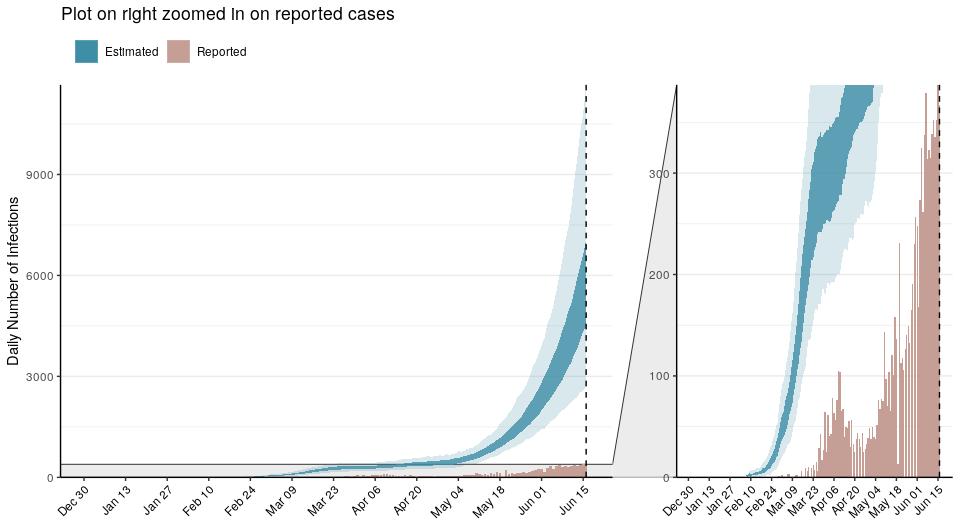 Plot on right zoomed in on reported cases
Estimated Reported
Daily Number of Infections
9000
6000
3000
0
Dec 30 Jan 13 Jan 27 Feb 10 Feb 24 Mar 09 Mar 23 Apr 06 Apr 20 May 04 May 18 Jun 01 Jun 15
300
200
100
0
Dec 30 Jan 13 Jan 27 Feb 10 Feb 24 Mar 09 Mar 23 Apr 06 Apr 20 May 04 May 18 Jun 01 Jun 15